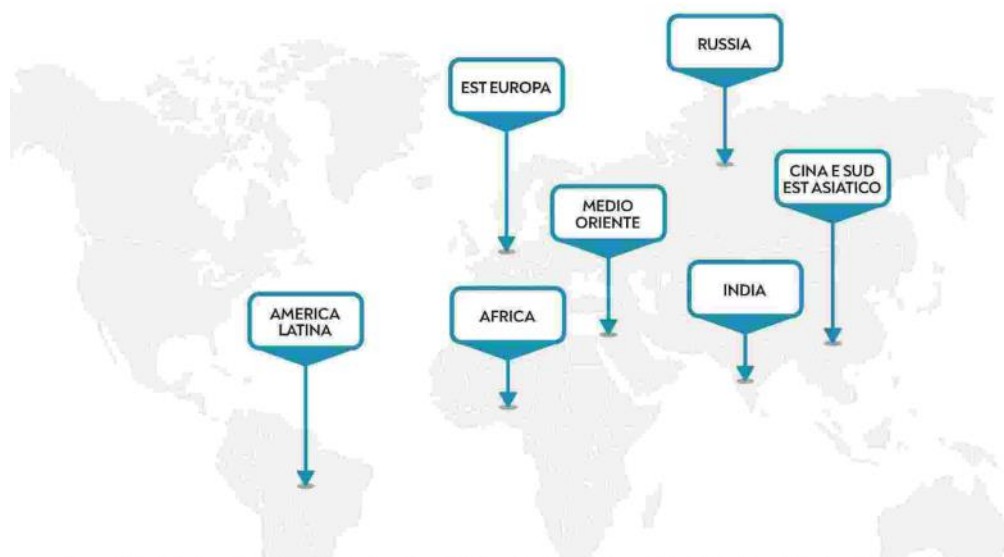 RUSSIA
EST EUROPA
CINA E SUD
EST ASIATICO
MEDIO
ORIENTE
INDIA
AMERICA
LATINA
AFRICA